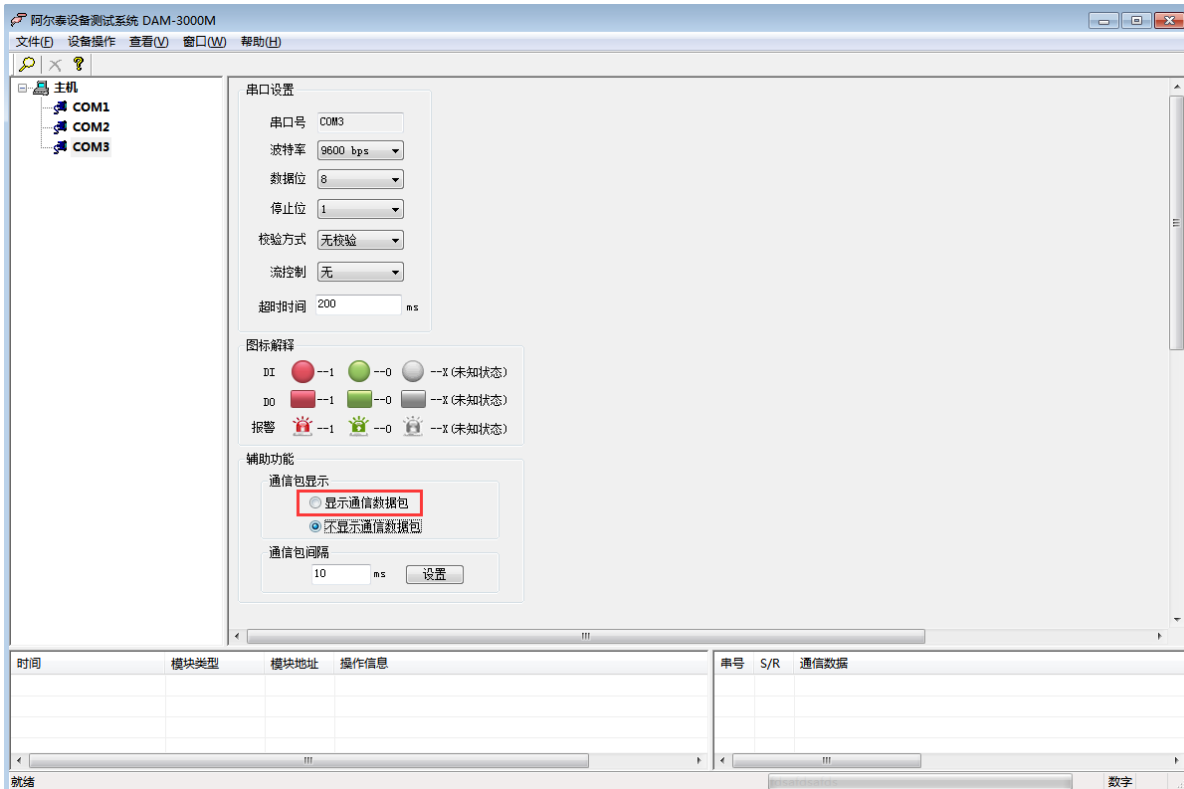 阿尔泰设备测试系统 DAM-3000M
文件(F) 设备操作 查看(V) 窗口(W) 帮助(H)
主机
COM1
COM2
COM3
串口设置
串口号 COM3
波特率 9600 bps
数据位 8
停止位 1
校验方式 无校验
流控制 无
超时时间 200 ms
图标解释
DI --1 --0 --X(未知状态)
DO --1 --0 --X(未知状态)
报警 --1 --0 --X(未知状态)
辅助功能
通信包显示
显示通信数据包
不显示通信数据包
通信包间隔
10 ms 设置
时间 模块类型 模块地址 操作信息 串号 S/R 通信数据
就绪 数字